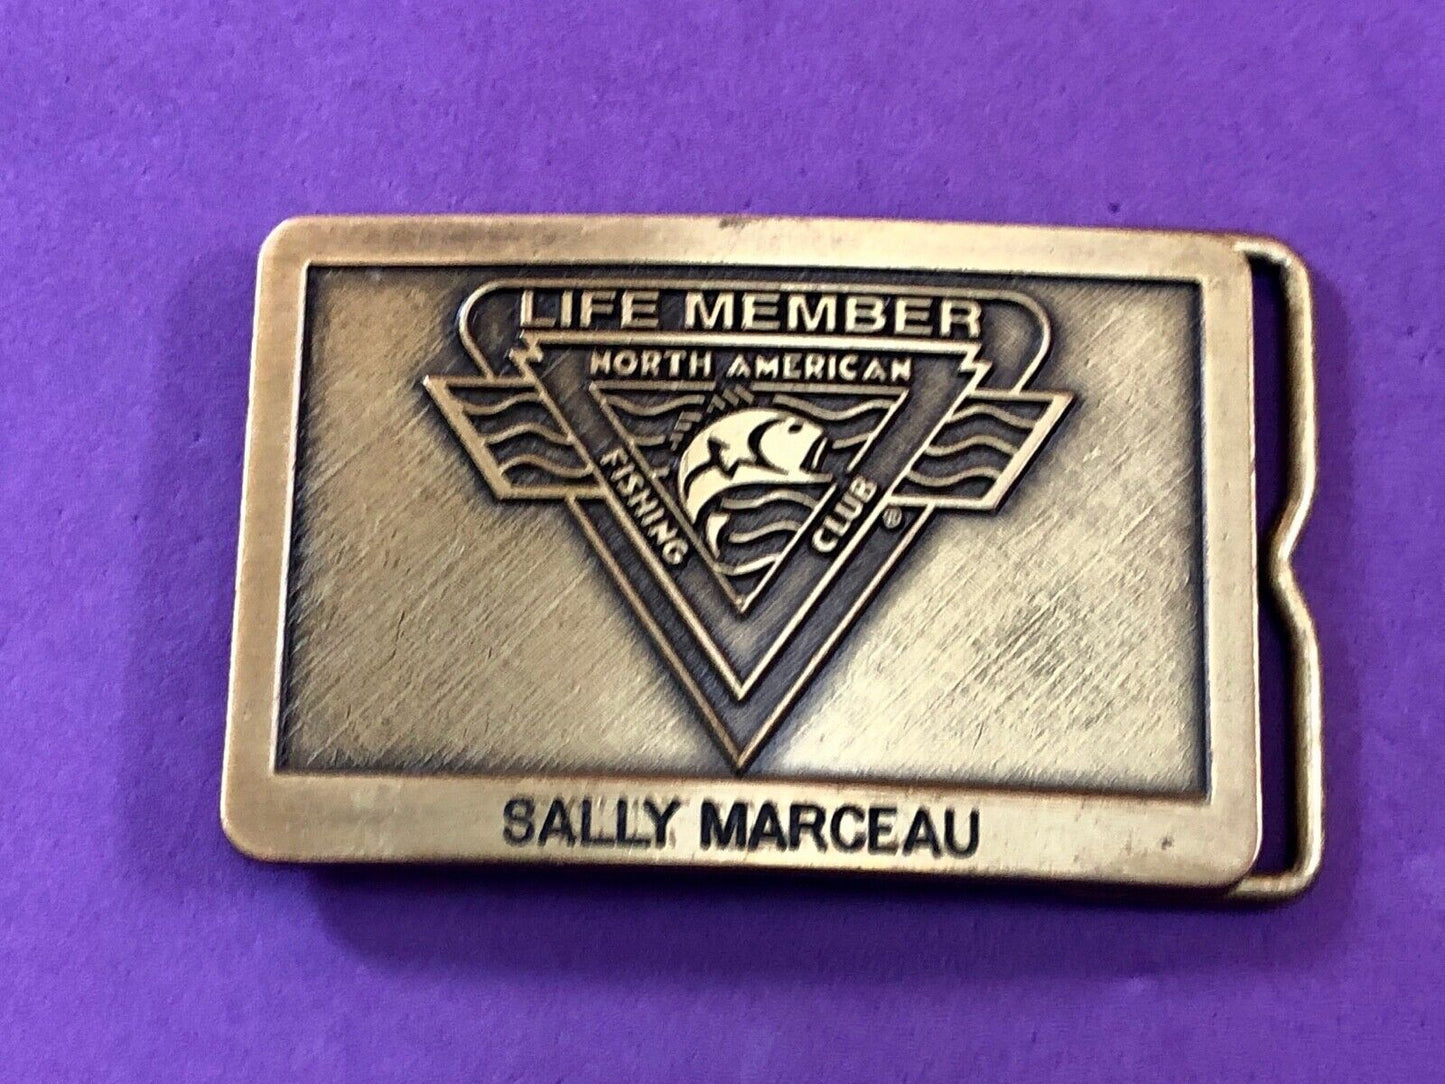 LIFE MEMBER
NORTH AMERICAN
FISHING
CLUB
®
SALLY MARCEAU